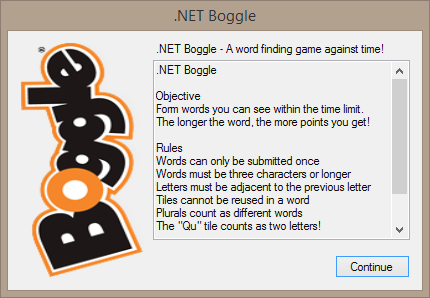 .NET Boggle
Boggle
.NET Boggle - A word finding game against time!
.NET Boggle
Objective
Form words you can see within the time limit.
The longer the word, the more points you get!
Rules
Words can only be submitted once
Words must be three characters or longer
Letters must be adjacent to the previous letter
Tiles cannot be reused in a word
Plurals count as different words
The "Qu" tile counts as two letters!
Continue